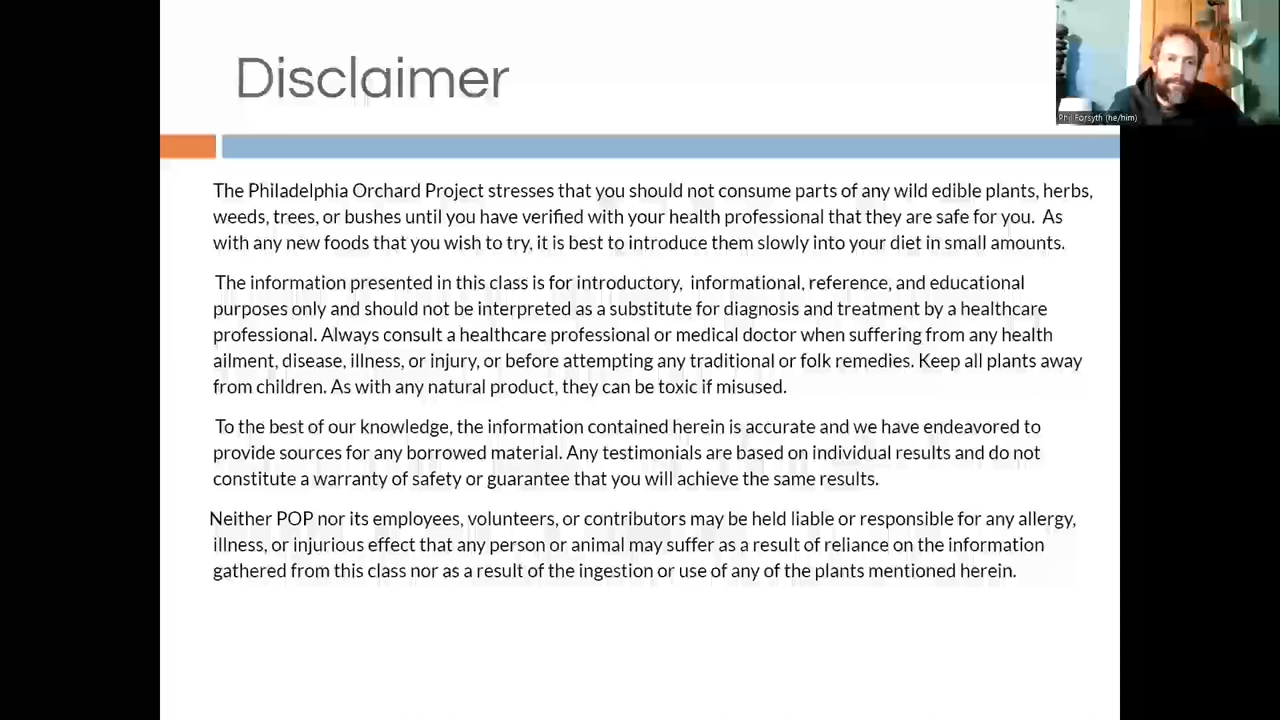 Disclaimer
Phil Forsyth (he/him)
The Philadelphia Orchard Project stresses that you should not consume parts of any wild edible plants, herbs,
weeds, trees, or bushes until you have verified with your health professional that they are safe for you.  As
with any new foods that you wish to try, it is best to introduce them slowly into your diet in small amounts.
The information presented in this class is for introductory,  informational, reference, and educational
purposes only and should not be interpreted as a substitute for diagnosis and treatment by a healthcare
professional. Always consult a healthcare professional or medical doctor when suffering from any health
ailment, disease, illness, or injury, or before attempting any traditional or folk remedies. Keep all plants away
from children. As with any natural product, they can be toxic if misused.
To the best of our knowledge, the information contained herein is accurate and we have endeavored to
provide sources for any borrowed material. Any testimonials are based on individual results and do not
constitute a warranty of safety or guarantee that you will achieve the same results.
Neither POP nor its employees, volunteers, or contributors may be held liable or responsible for any allergy,
illness, or injurious effect that any person or animal may suffer as a result of reliance on the information
gathered from this class nor as a result of the ingestion or use of any of the plants mentioned herein.